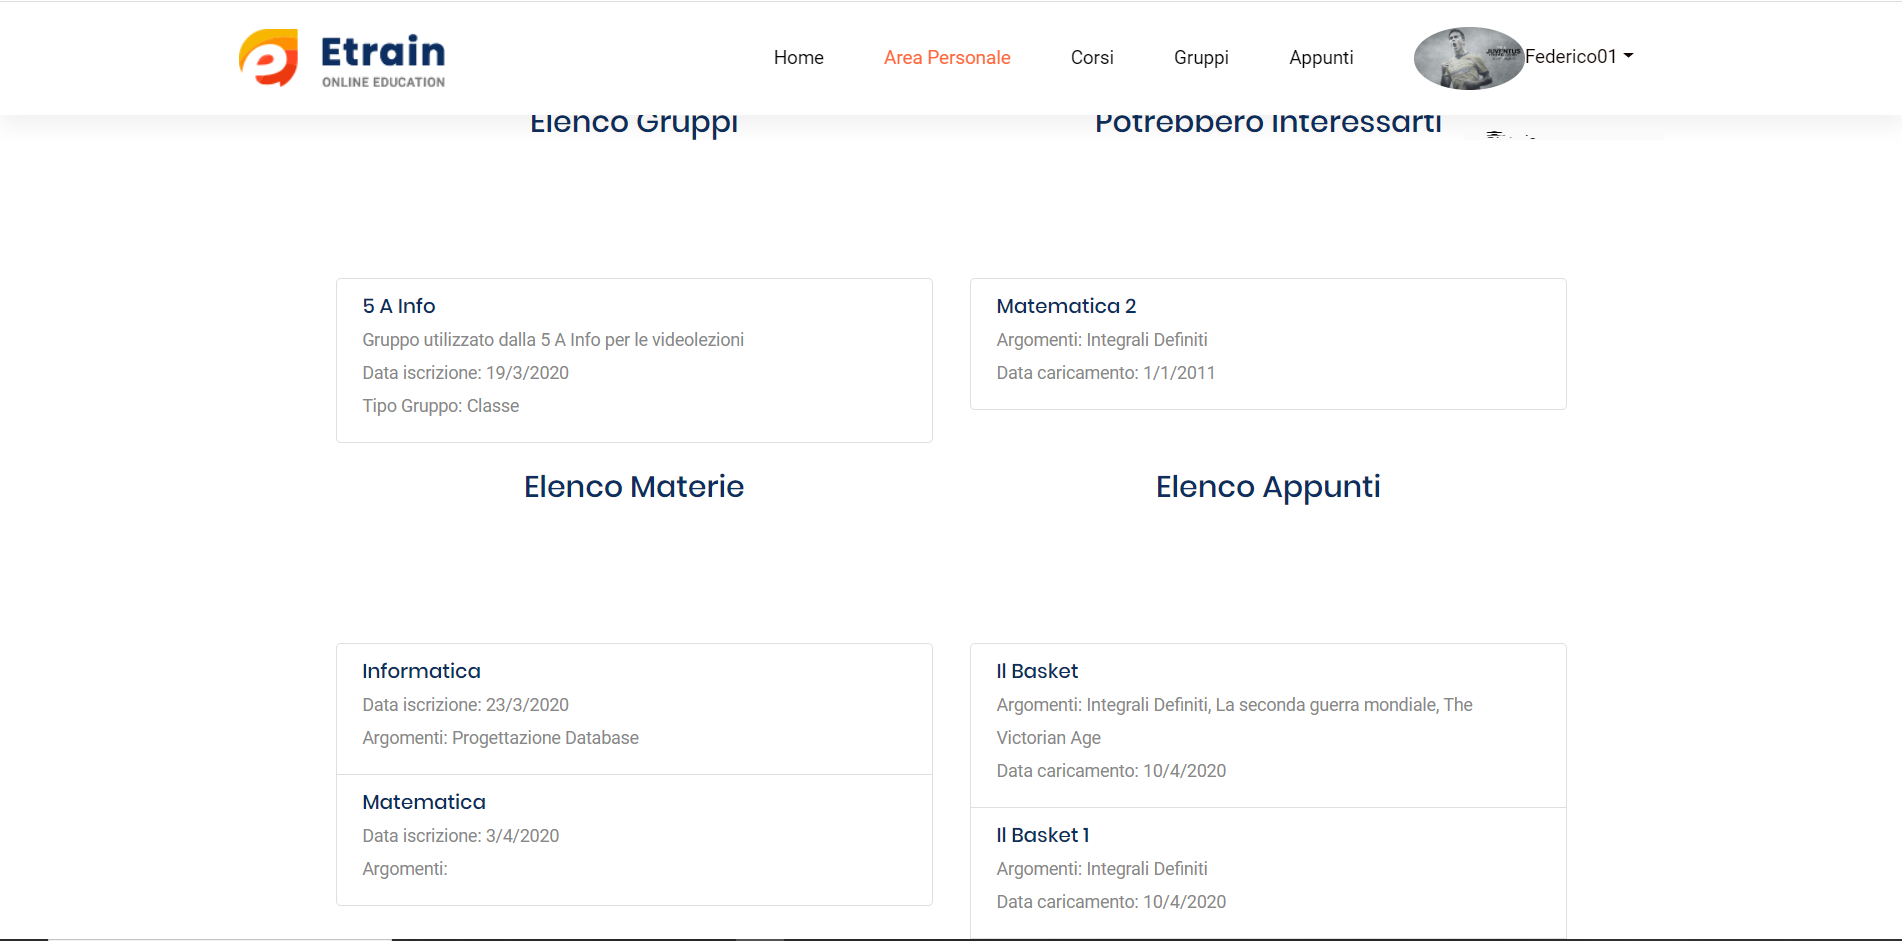 Etrain
ONLINE EDUCATION
Home
Area Personale
Corsi
Gruppi
Appunti
JUVENTUS
Federico01
Elenco Gruppi
Potrebbero Interessarti
5 A Info
Gruppo utilizzato dalla 5 A Info per le videolezioni
Data iscrizione: 19/3/2020
Tipo Gruppo: Classe
Matematica 2
Argomenti: Integrali Definiti
Data caricamento: 1/1/2011
Elenco Materie
Elenco Appunti
Informatica
Data iscrizione: 23/3/2020
Argomenti: Progettazione Database
Matematica
Data iscrizione: 3/4/2020
Argomenti:
Il Basket
Argomenti: Integrali Definiti, La seconda guerra mondiale, The
Victorian Age
Data caricamento: 10/4/2020
Il Basket 1
Argomenti: Integrali Definiti
Data caricamento: 10/4/2020